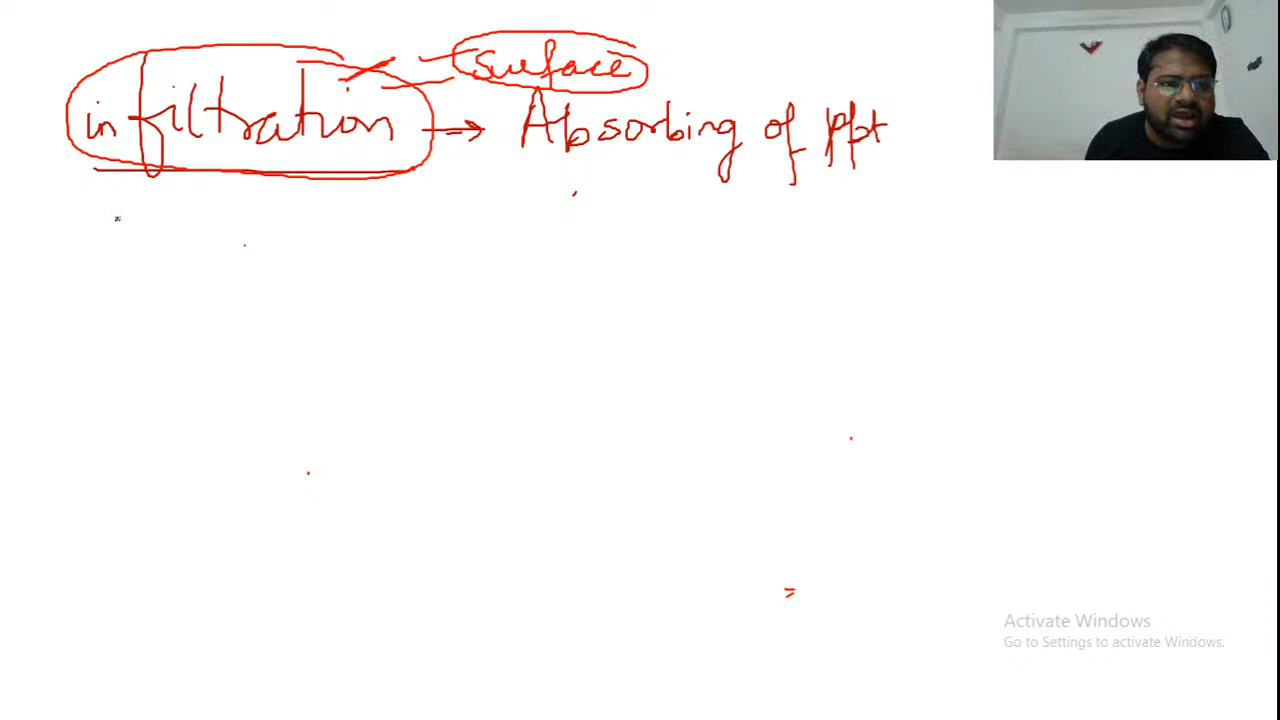 surface
infiltration → Absorbing of ppt
=
Activate Windows
Go to Settings to activate Windows.